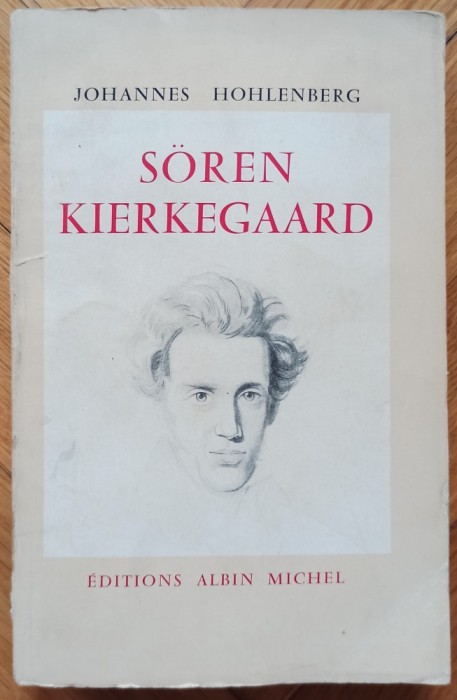 JOHANNES HOHLENBERG
SÖREN
KIERKEGAARD
ÉDITIONS ALBIN MICHEL